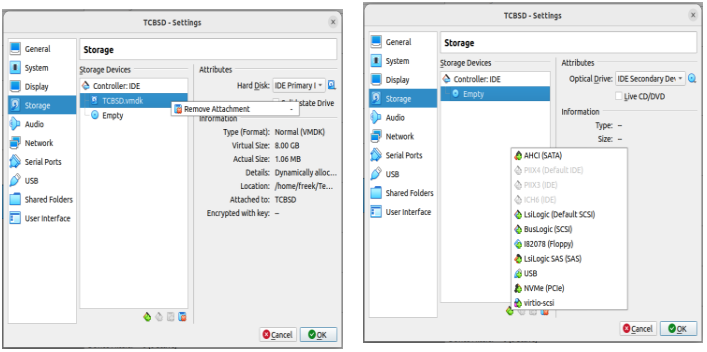 TCBSD - Settings
General
System
Display
Storage
Audio
Network
Serial Ports
USB
Shared Folders
User Interface
Storage
Storage Devices
Controller: IDE
TCBSD.vmdk
Empty
Remove Attachment
Attributes
Hard Disk: IDE Primary I
state Drive
Information
Type (Format): Normal (VMDK)
Virtual Size: 8.00 GB
Actual Size: 1.06 MB
Details: Dynamically alloc...
Location: /home/freek/Te...
Attached to: TCBSD
Encrypted with key: --
Cancel OK
TCBSD - Settings
General
System
Display
Storage
Audio
Network
Serial Ports
USB
Shared Folders
User Interface
Storage
Storage Devices
Controller: IDE
Empty
Attributes
Optical Drive: IDE Secondary Dev
Live CD/DVD
Information
Type: --
Size: --
AHCI (SATA)
PIIX4 (Default IDE)
PIIX3 (IDE)
ICH6 (IDE)
LsiLogic (Default SCSI)
BusLogic (SCSI)
I82078 (Floppy)
LsiLogic SAS (SAS)
USB
NVMe (PCIe)
virtio-scsi
Cancel OK